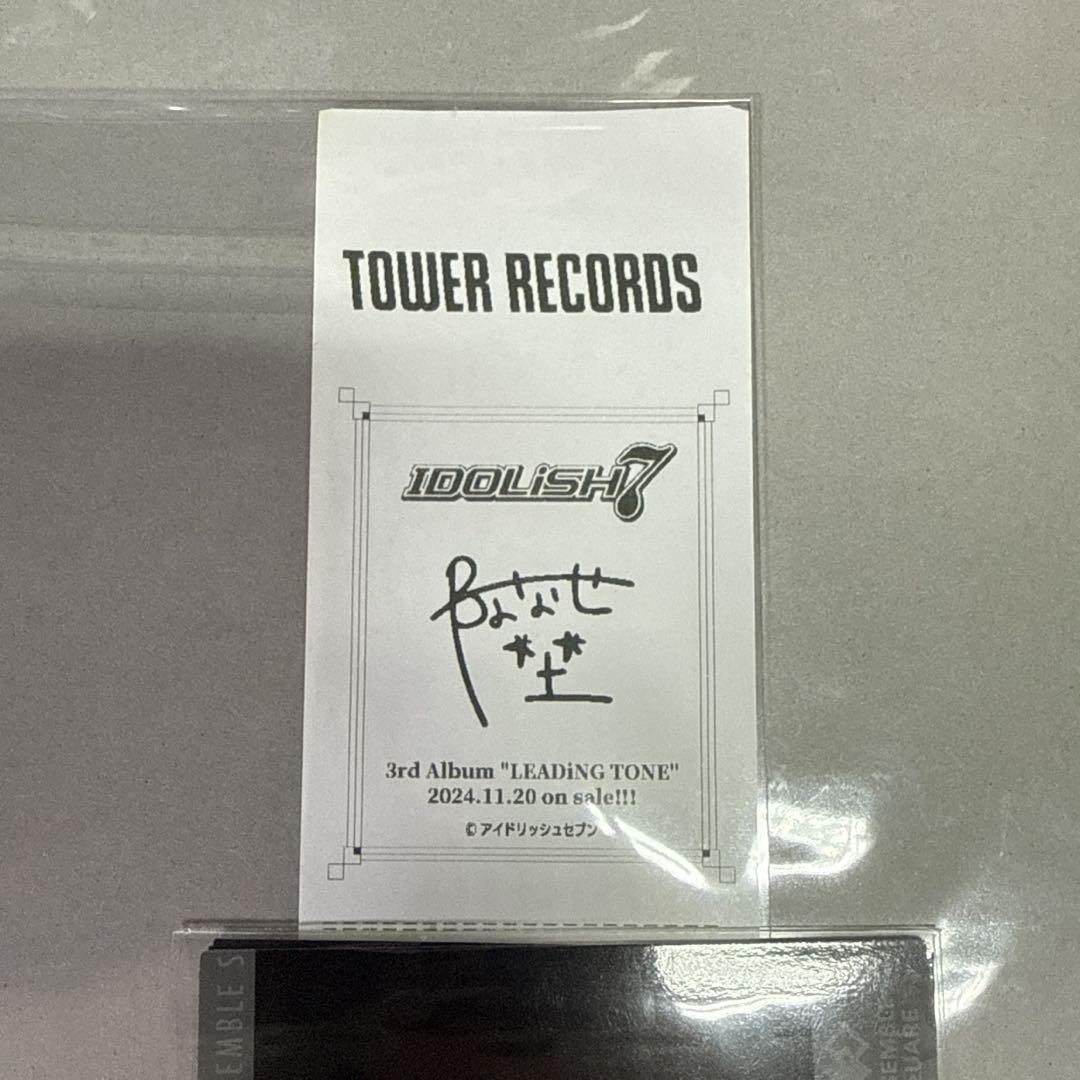 TOWER RECORDS
IDOLiSH7
3rd Album "LEADiNG TONE"
2024.11.20 on sale!!!
© アイドリッシュセブン
EMBLE S